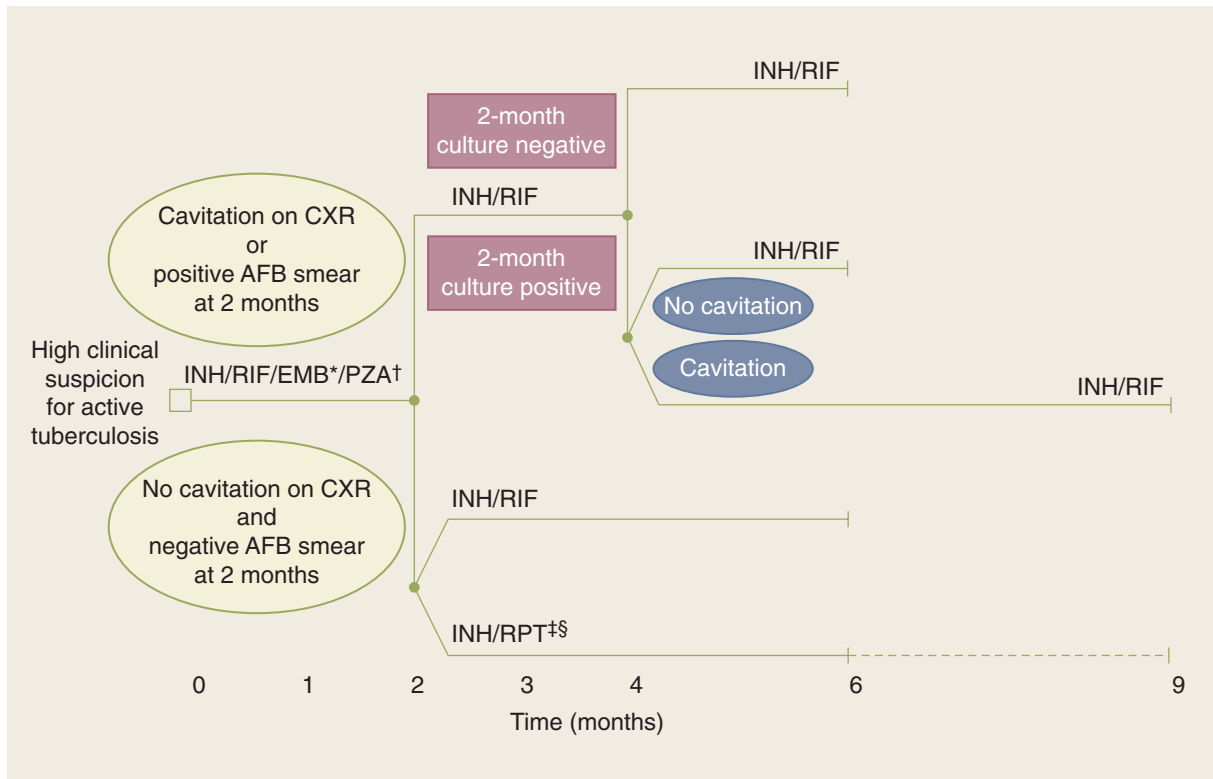 INH/RIF
2-month
culture negative
INH/RIF
Cavitation on CXR
or
positive AFB smear
at 2 months
2-month
culture positive
INH/RIF
No cavitation
Cavitation
INH/RIF
High clinical
suspicion
for active
tuberculosis
INH/RIF/EMB*/PZA†
No cavitation on CXR
and
negative AFB smear
at 2 months
INH/RIF
INH/RPT‡§
0 1 2 3 4 6 9
Time (months)